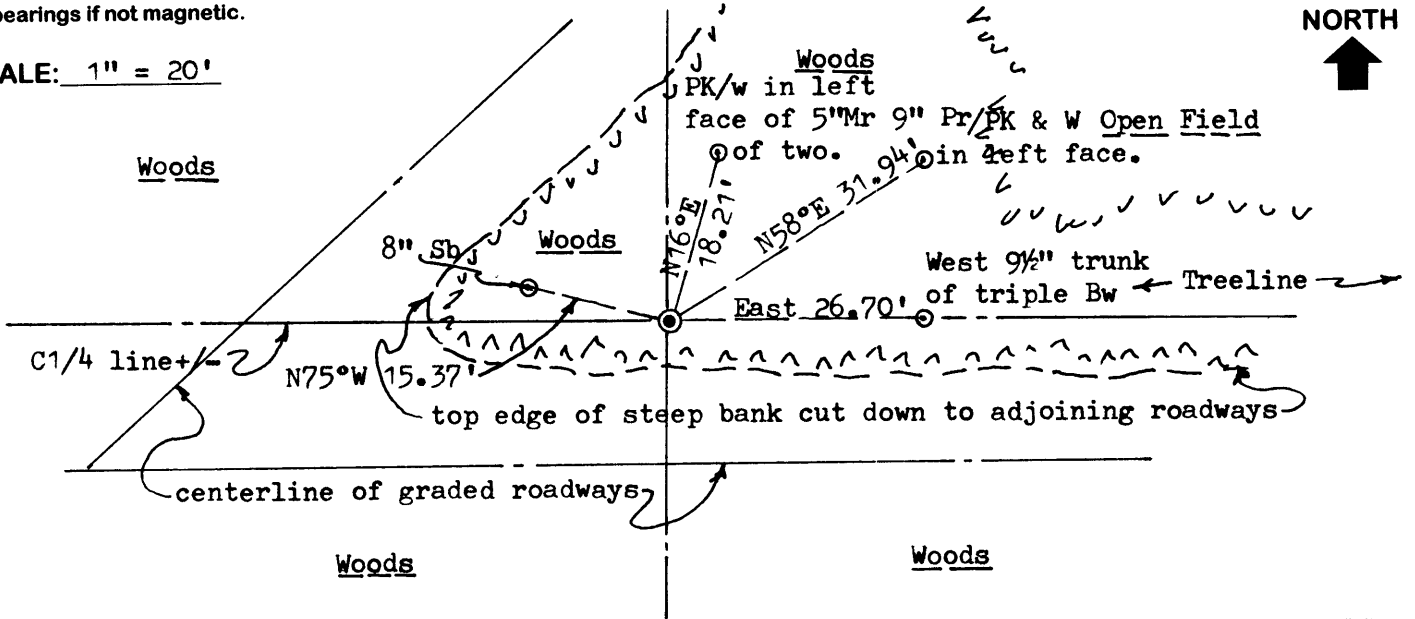 bearings if not magnetic.
NORTH
ALE: 1" = 20'
Woods
Woods
PK/w in left
face of 5"Mr 9" Pr/PK & W Open Field
of two.
in left face.
31.94'
N58°E
N16°E
18.21'
Woods
8" Sb
West 9½" trunk
of triple Bw
Treeline
East 26.70'
C1/4 line+/-
N75°W 15.37'
top edge of steep bank cut down to adjoining roadways
centerline of graded roadways
Woods
Woods